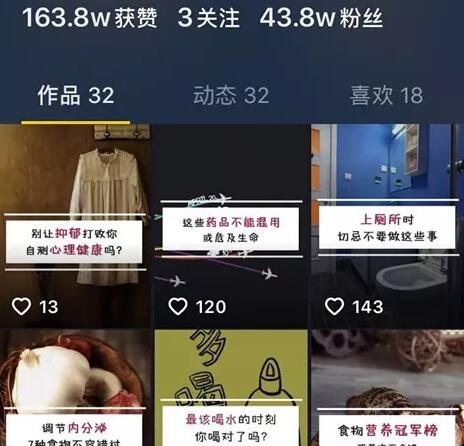 163.8w获赞 3关注 43.8w粉丝
作品 32 动态 32 喜欢 18
别让抑郁打败你
自测心理健康吗?
这些药品不能混用
或危及生命
上厕所时
切忌不要做这些事
13 120 143
调节内分泌
7种食物不容错过
多喝
最该喝水的时刻
你喝对了吗?
食物营养冠军榜